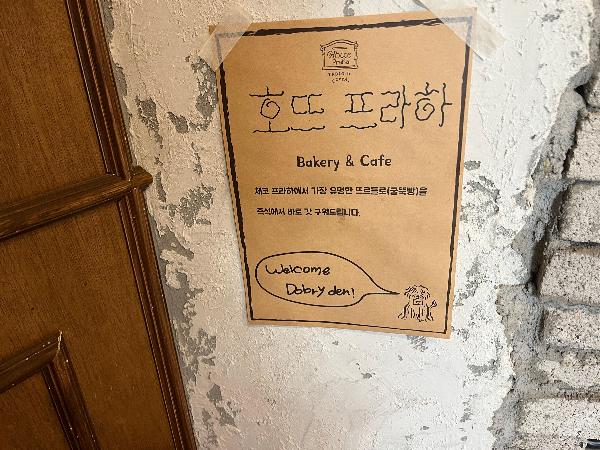 호뜨 프라하
Bakery & Cafe
체코 프라하에서 가장 유명한 뜨르들로(굴뚝빵)을
즉석에서 바로 갓 구워드립니다.
Welcome
Dobrý den!